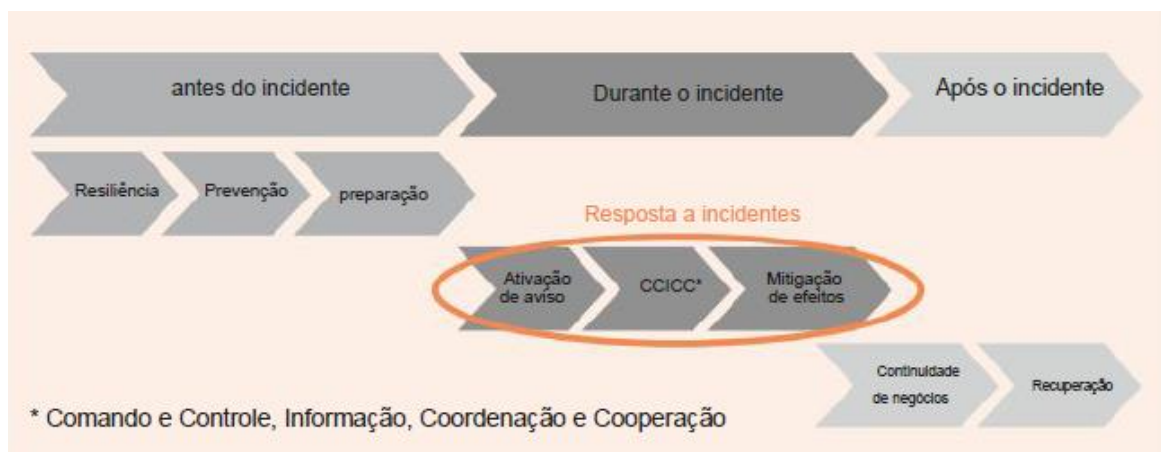 antes do incidente
Durante o incidente
Após o incidente
Resiliência
Prevenção
preparação
Resposta a incidentes
Ativação
de aviso
CCICC*
Mitigação
de efeitos
Continuidade
de negócios
Recuperação
* Comando e Controle, Informação, Coordenação e Cooperação